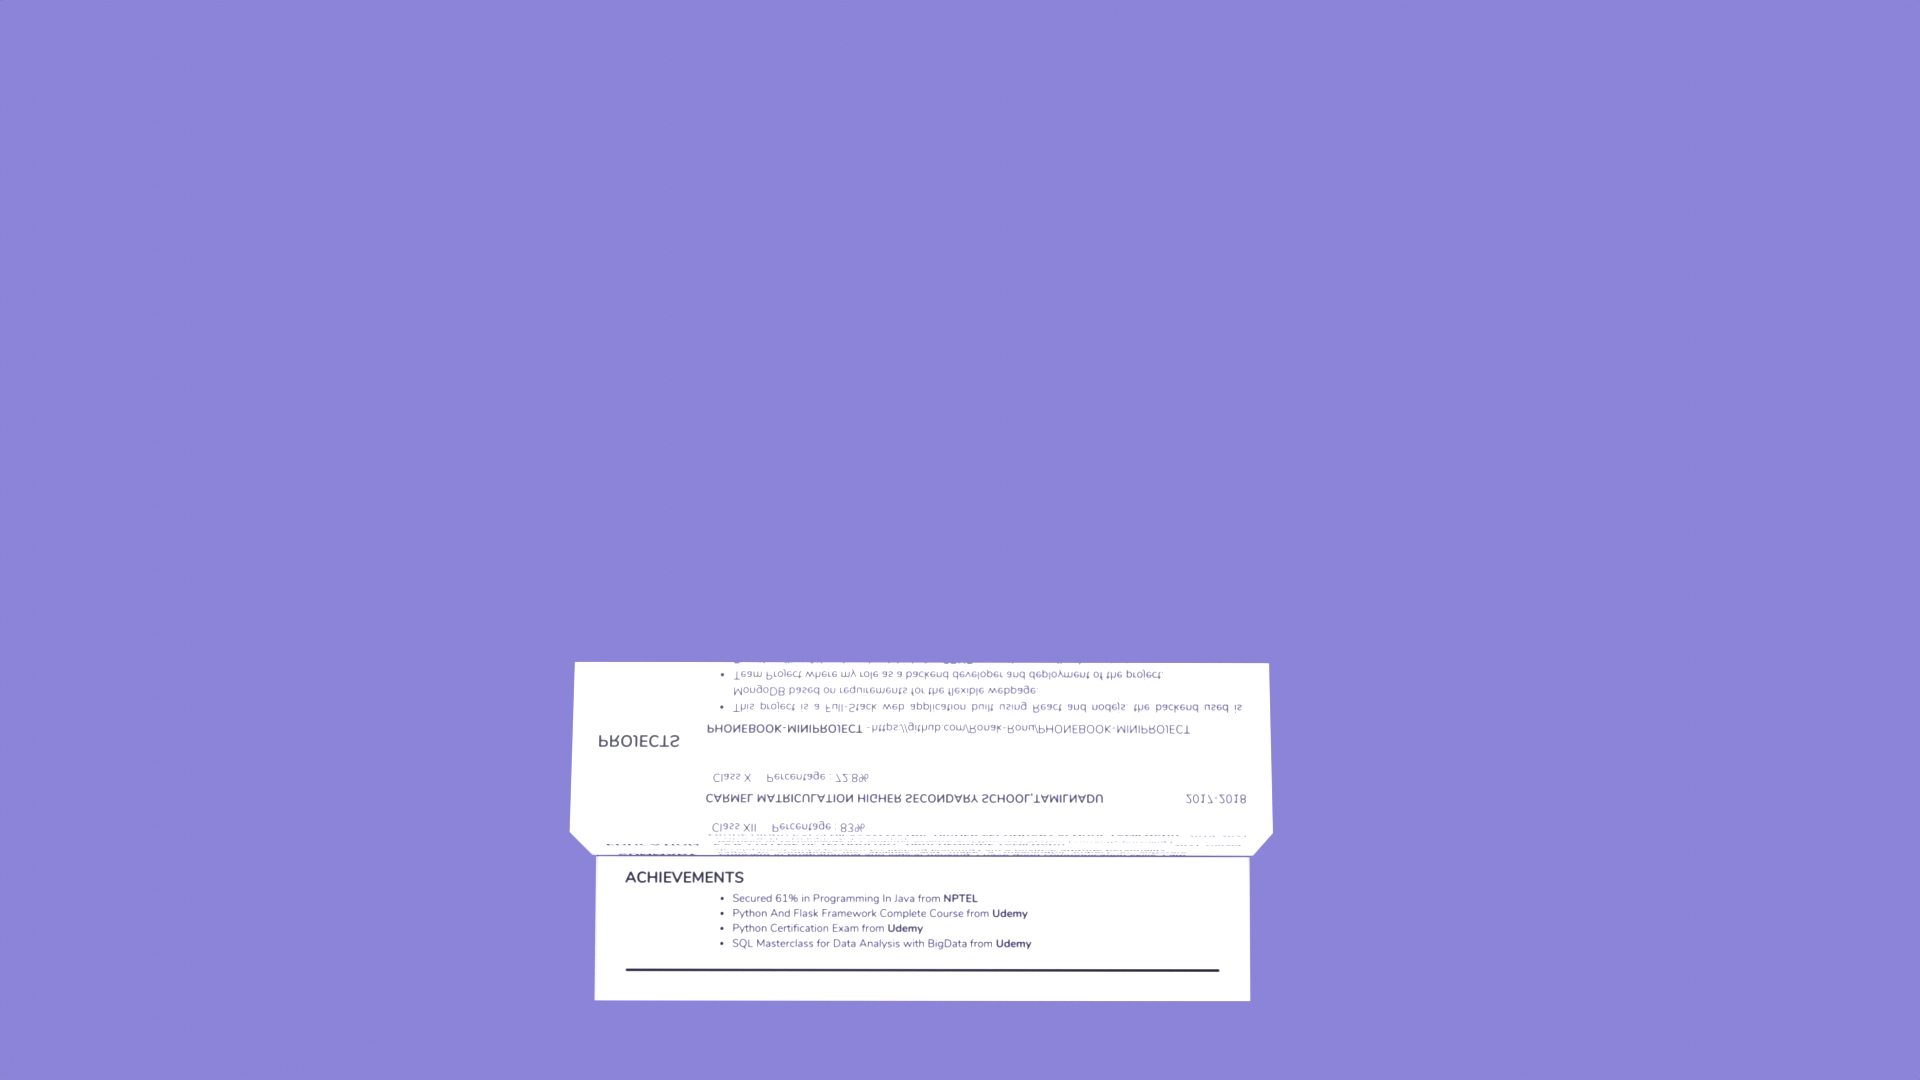 Team Project where my role as a backend developer and deployment of the project.
MongoDB based on requirements for the flexible webpage.
This project is a Full-Stack web application built using React and nodejs. the backend used is
PHONEBOOK-MINIPROJECT - https://github.com/Ronak-Ronu/PHONEBOOK-MINIPROJECT
PROJECTS
Class X Percentage : 72.8%
CARMEL MATRICULATION HIGHER SECONDARY SCHOOL,TAMILNADU 2017-2018
Class XII Percentage : 83%
ACHIEVEMENTS
• Secured 61% in Programming In Java from NPTEL
• Python And Flask Framework Complete Course from Udemy
• Python Certification Exam from Udemy
• SQL Masterclass for Data Analysis with BigData from Udemy